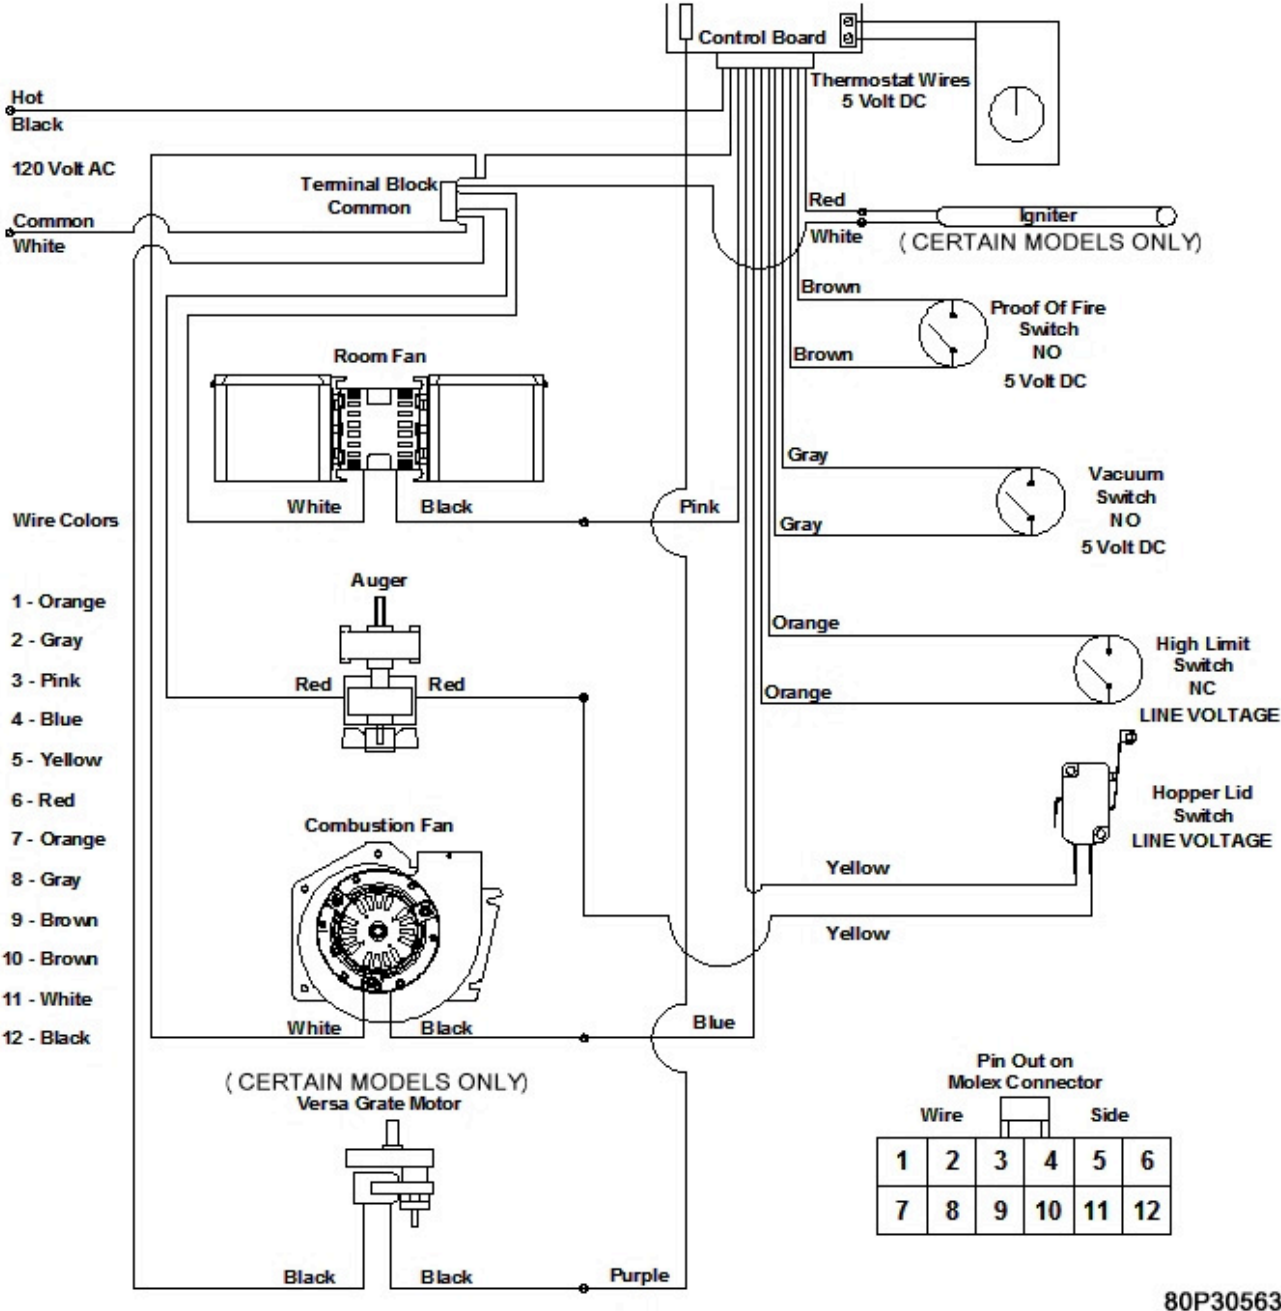 Control Board
Thermostat Wires
5 Volt DC
Hot
Black
120 Volt AC
Terminal Block
Common
Common
White
Red
Igniter
White
( CERTAIN MODELS ONLY)
Brown
Proof Of Fire
Switch
NO
5 Volt DC
Brown
Room Fan
Gray
Vacuum
Switch
NO
5 Volt DC
Gray
White
Black
Pink
Wire Colors
1 - Orange
2 - Gray
3 - Pink
4 - Blue
5 - Yellow
6 - Red
7 - Orange
8 - Gray
9 - Brown
10 - Brown
11 - White
12 - Black
Auger
Red
Red
Orange
High Limit
Switch
NC
LINE VOLTAGE
Orange
Hopper Lid
Switch
LINE VOLTAGE
Combustion Fan
Yellow
Yellow
White
Black
Blue
( CERTAIN MODELS ONLY)
Versa Grate Motor
Black
Black
Purple
Pin Out on
Molex Connector
Wire Side
1 2 3 4 5 6
7 8 9 10 11 12
80P30563